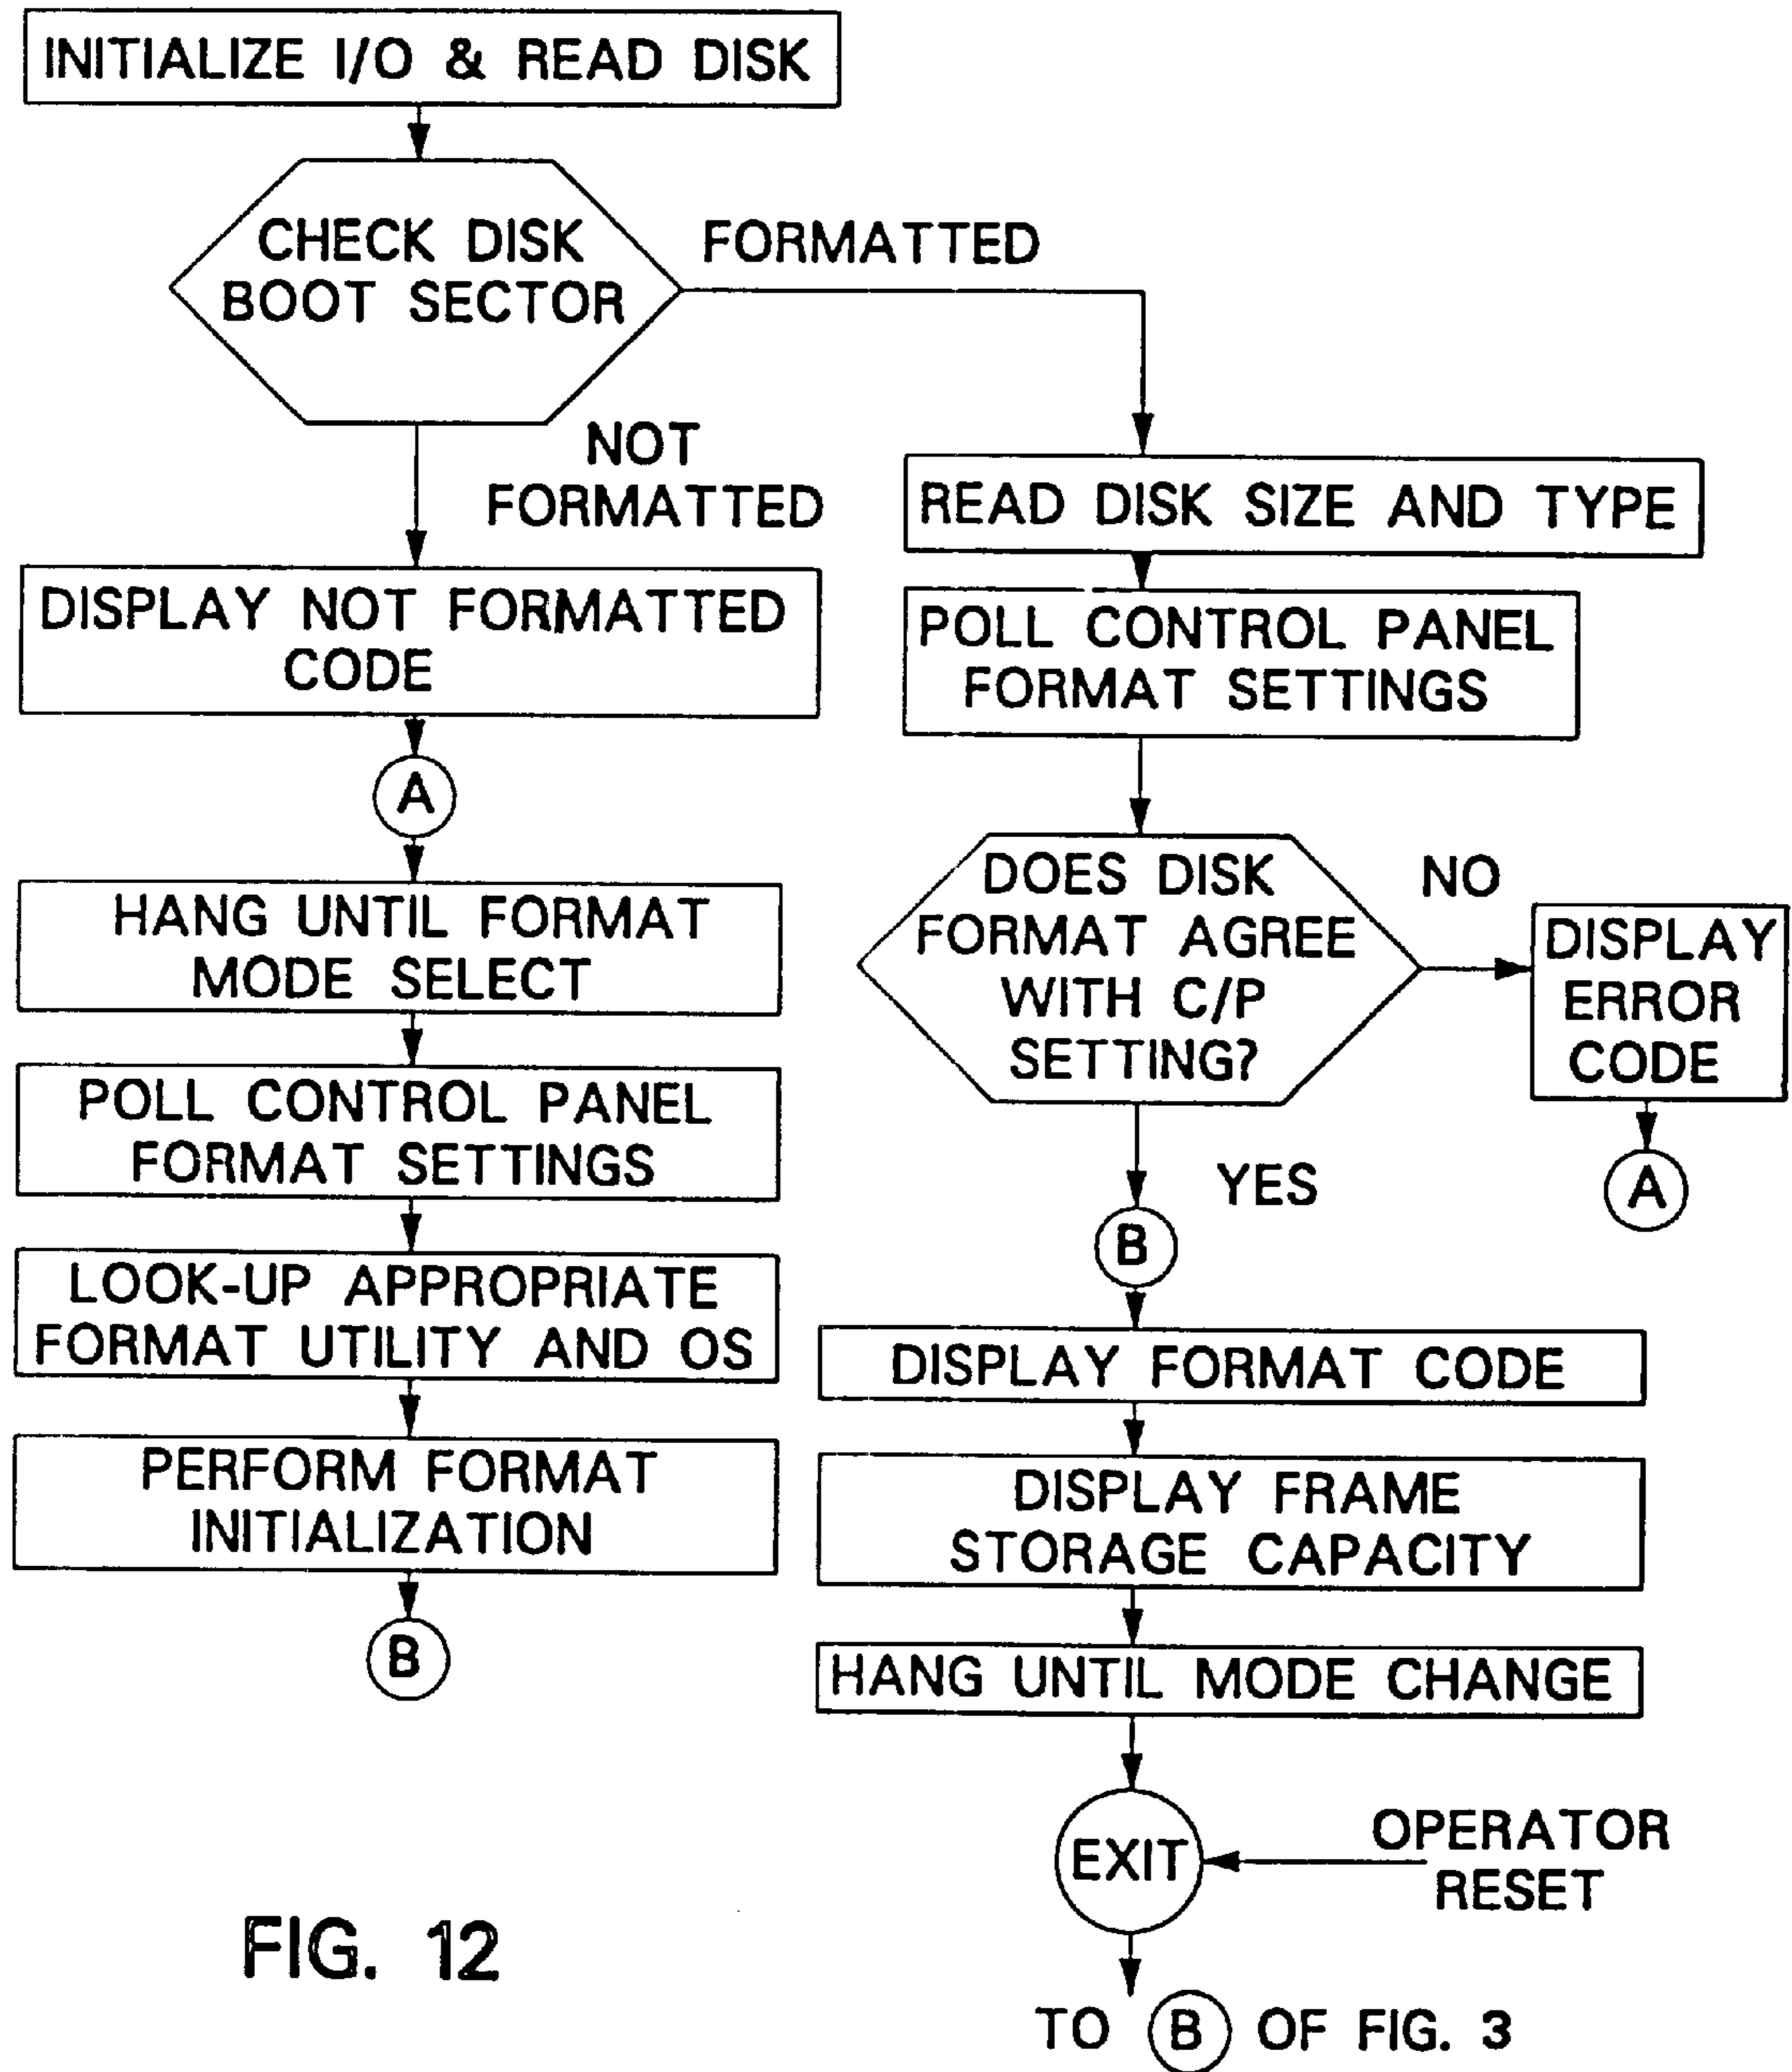 INITIALIZE I/O & READ DISK
CHECK DISK
BOOT SECTOR
FORMATTED
NOT
FORMATTED
DISPLAY NOT FORMATTED
CODE
A
HANG UNTIL FORMAT
MODE SELECT
POLL CONTROL PANEL
FORMAT SETTINGS
LOOK-UP APPROPRIATE
FORMAT UTILITY AND OS
PERFORM FORMAT
INITIALIZATION
B
READ DISK SIZE AND TYPE
POLL CONTROL PANEL
FORMAT SETTINGS
DOES DISK
FORMAT AGREE
WITH C/P
SETTING?
NO
DISPLAY
ERROR
CODE
A
YES
B
DISPLAY FORMAT CODE
DISPLAY FRAME
STORAGE CAPACITY
HANG UNTIL MODE CHANGE
EXIT
OPERATOR
RESET
TO B OF FIG. 3
FIG. 12